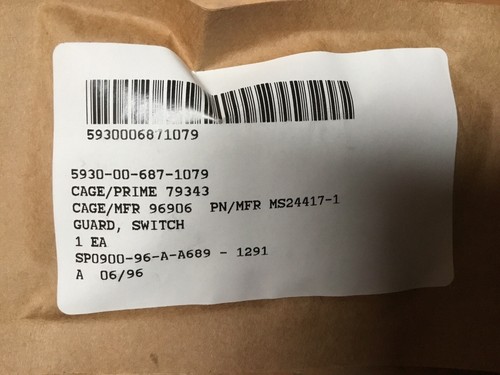 5930006871079
5930-00-687-1079
CAGE/PRIME 79343
CAGE/MFR 96906 PN/MFR MS24417-1
GUARD, SWITCH
1 EA
SP0900-96-A-A689 - 1291
A 06/96